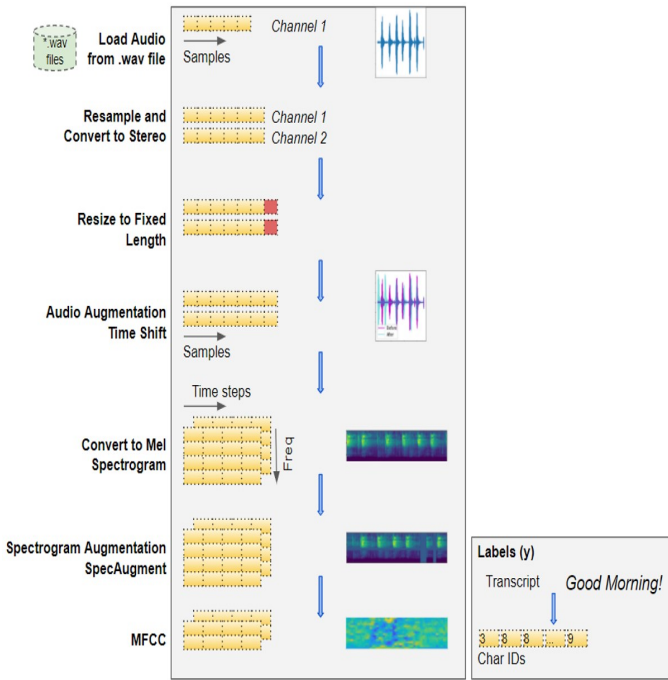 *.wav
files
Load Audio
from .wav file
Channel 1
Samples
Resample and
Convert to Stereo
Channel 1
Channel 2
Resize to Fixed
Length
Audio Augmentation
Time Shift
Samples
Time steps
Convert to Mel
Spectrogram
Freq
Spectrogram Augmentation
SpecAugment
MFCC
Labels (y)
Transcript
Good Morning!
3 8 8 .. 9
Char IDs